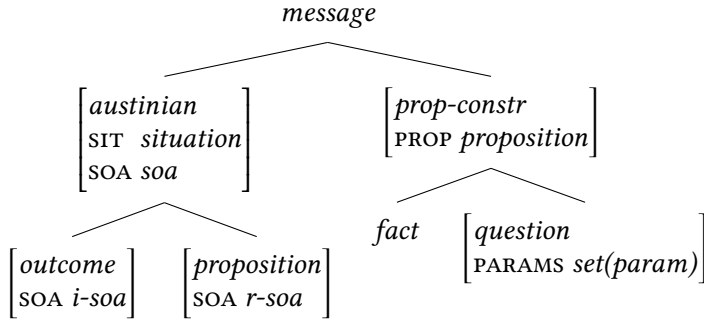 message
austinian
SIT situation
SOA soa
prop-constr
PROP proposition
outcome
SOA i-soa
proposition
SOA r-soa
fact
question
PARAMS set(param)